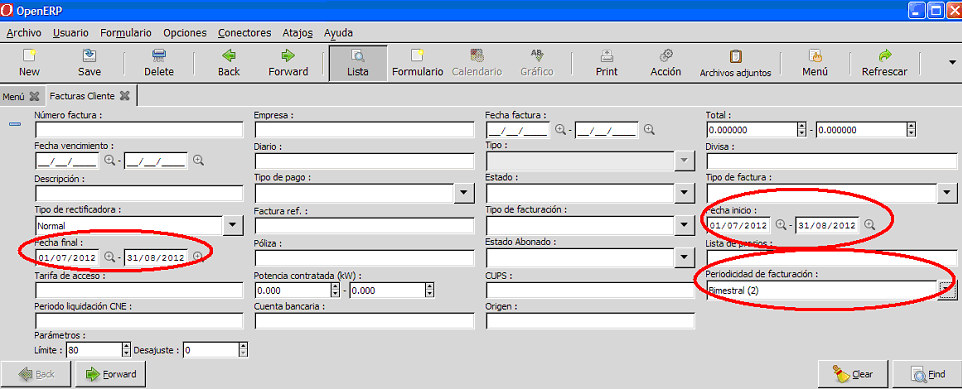 OpenERP
Archivo Usuario Formulario Opciones Conectores Atajos Ayuda
New Save Delete Back Forward Lista Formulario Calendario Gráfico Print Acción Archivos adjuntos Menú Refrescar
Menú Facturas Cliente
Número factura : Empresa : Fecha factura : Total :
__/__/____ - __/__/____ 0.000000 - 0.000000
Fecha vencimiento : Diario : Tipo : Divisa :
__/__/____ - __/__/____
Descripción : Tipo de pago : Estado : Tipo de factura :
Tipo de rectificadora : Factura ref. : Tipo de facturación : Fecha inicio :
Normal 01/07/2012 - 31/08/2012
Fecha final : Póliza : Estado Abonado : Lista de precios :
01/07/2012 - 31/08/2012
Tarifa de acceso : Potencia contratada (kW) : CUPS : Periodicidad de facturación :
0.000 - 0.000 Bimestral (2)
Periodo liquidación CNE : Cuenta bancaria : Origen :
Parámetros :
Límite : 80 Desajuste : 0
Back Forward Clear Find